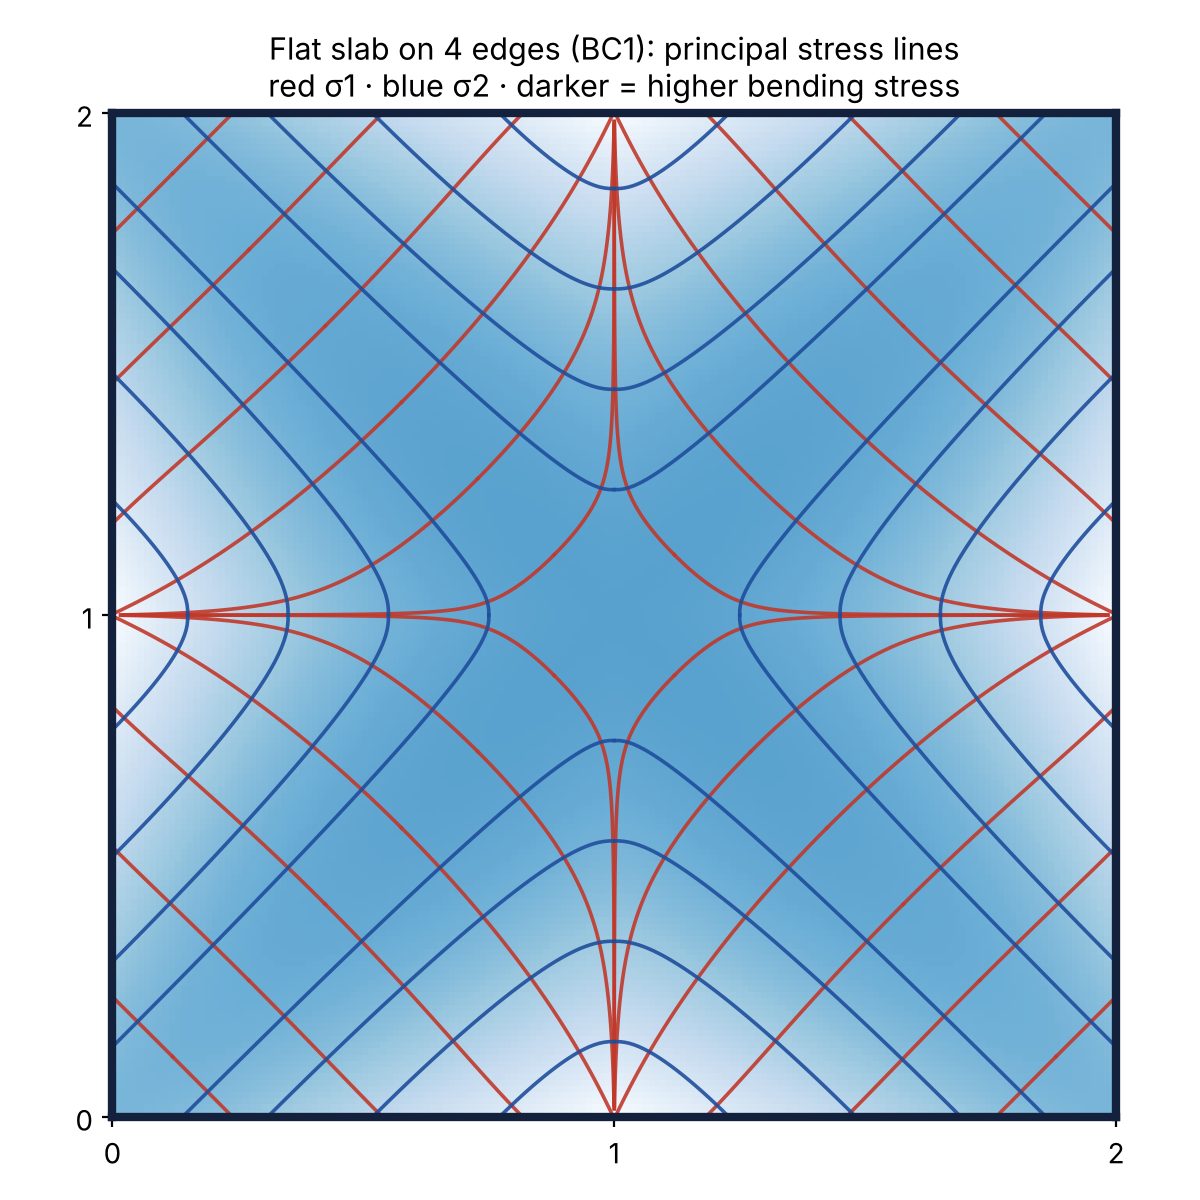 Flat slab on 4 edges (BC1): principal stress lines
red σ1 · blue σ2 · darker = higher bending stress
2
1
0
0 1 2